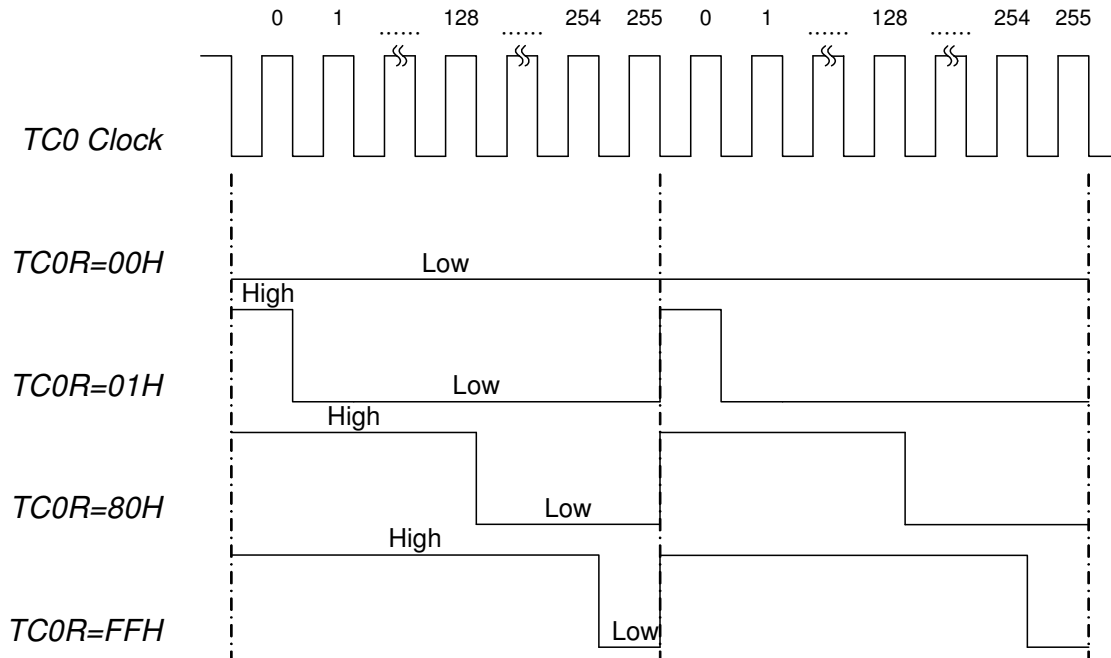 0 1 ...... 128 ...... 254 255 0 1 ...... 128 ...... 254 255
TC0 Clock
TC0R=00H
Low
High
TC0R=01H
Low
High
TC0R=80H
Low
High
TC0R=FFH
Low